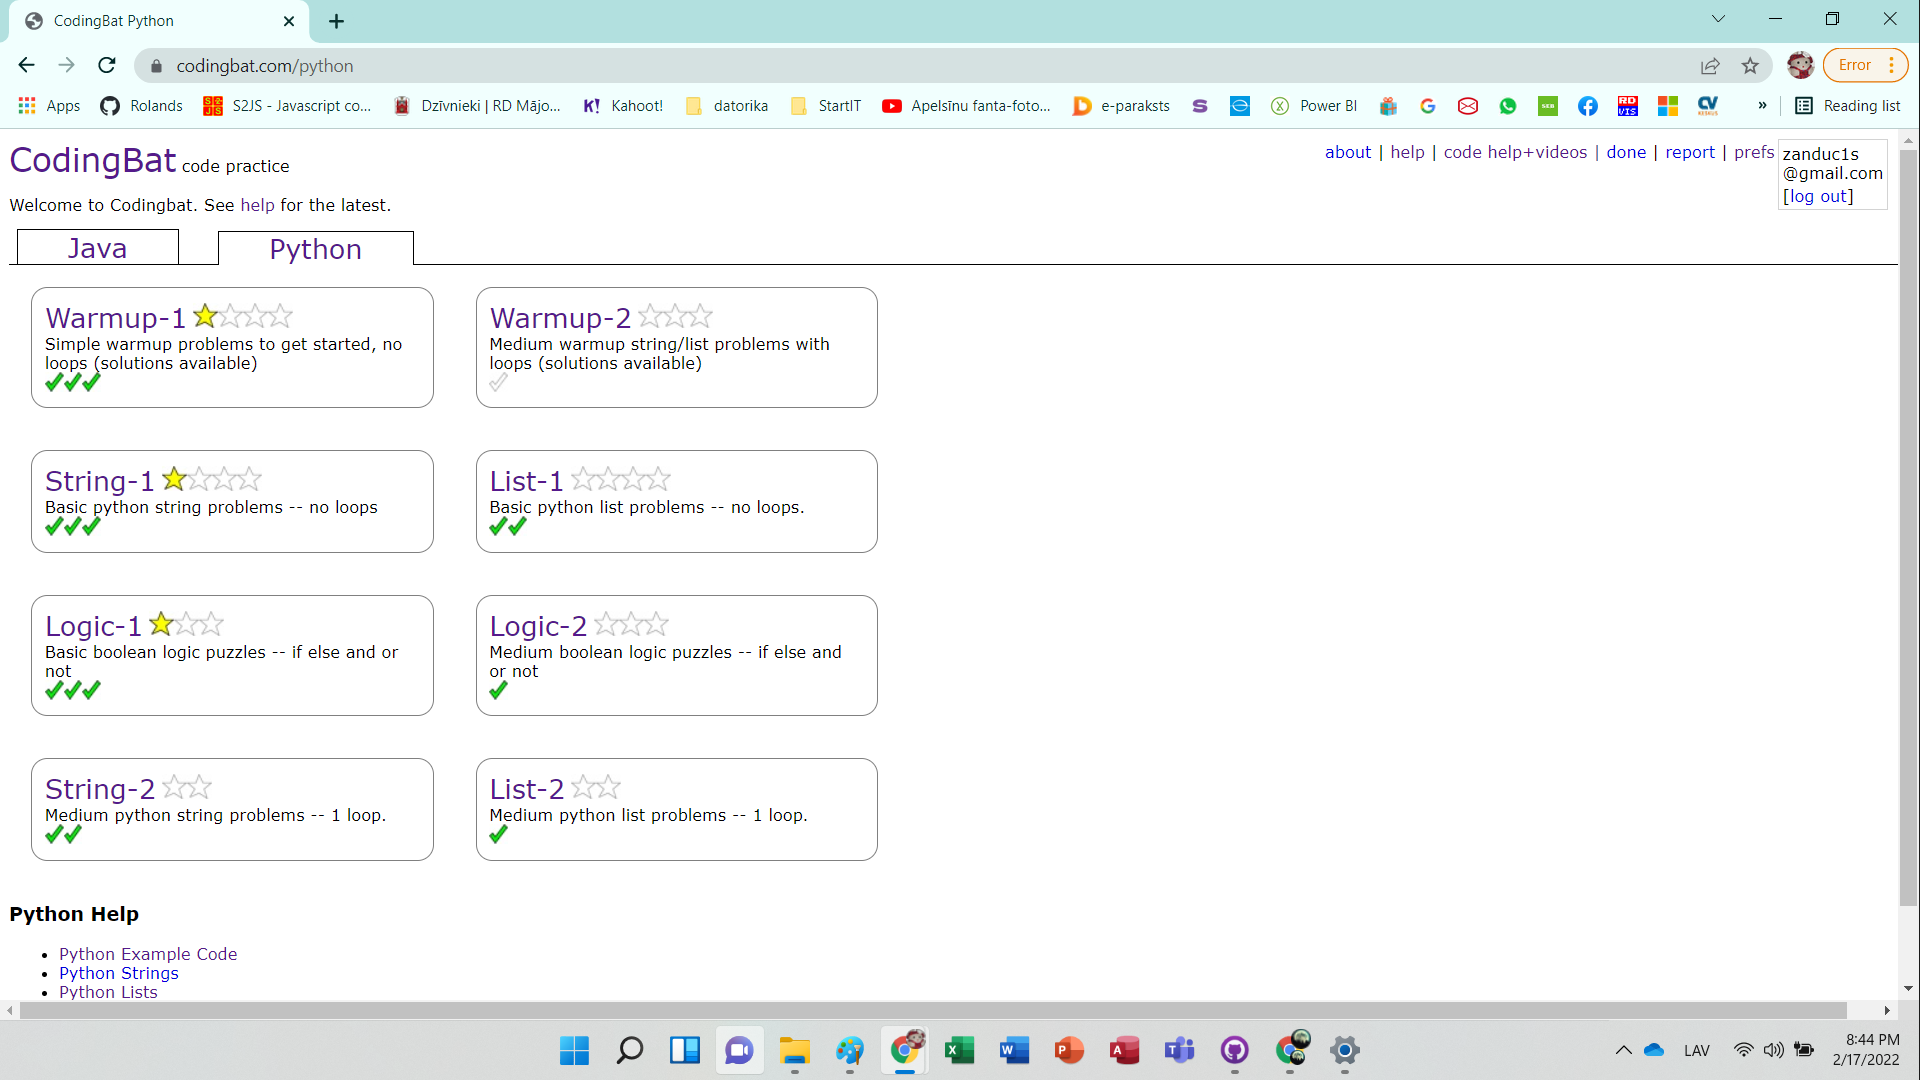 CodingBat Python
codingbat.com/python
Error
Apps
Rolands
S2JS - Javascript co...
Dzīvnieki | RD Mājo...
K! Kahoot!
datorika
StartIT
Apelsīnu fanta-foto...
e-paraksts
Power BI
»
Reading list
CodingBat code practice
about | help | code help+videos | done | report | prefs
zanduc1s
@gmail.com
[log out]
Welcome to Codingbat. See help for the latest.
Java
Python
Warmup-1
Simple warmup problems to get started, no
loops (solutions available)
Warmup-2
Medium warmup string/list problems with
loops (solutions available)
String-1
Basic python string problems -- no loops
List-1
Basic python list problems -- no loops.
Logic-1
Basic boolean logic puzzles -- if else and or
not
Logic-2
Medium boolean logic puzzles -- if else and
or not
String-2
Medium python string problems -- 1 loop.
List-2
Medium python list problems -- 1 loop.
Python Help
Python Example Code
Python Strings
Python Lists
LAV
8:44 PM
2/17/2022